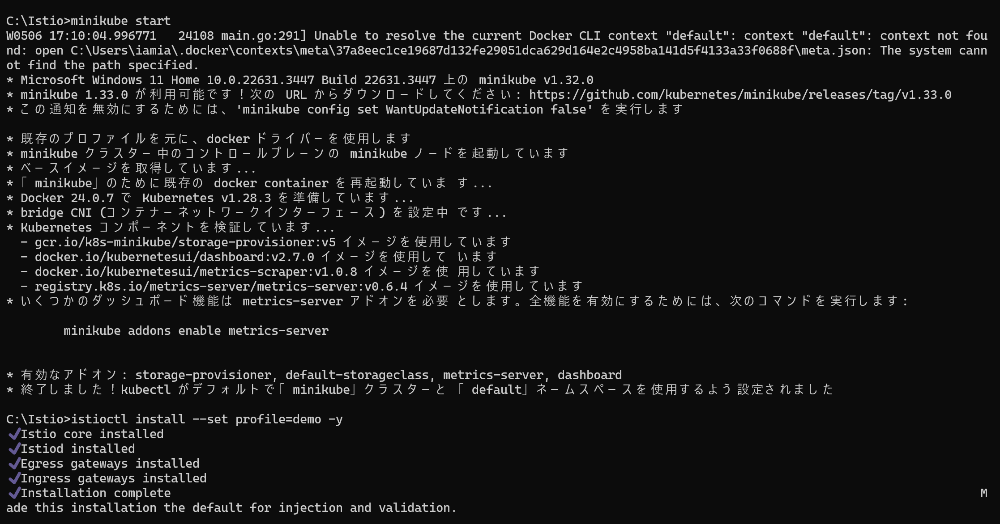 C:\Istio>minikube start
W0506 17:10:04.996771   24108 main.go:291] Unable to resolve the current Docker CLI context "default": context "default": context not fou
nd: open C:\Users\iamia\.docker\contexts\meta\37a8eec1ce19687d132fe29051dca629d164e2c4958ba141d5f4133a33f0688f\meta.json: The system cann
ot find the path specified.
* Microsoft Windows 11 Home 10.0.22631.3447 Build 22631.3447 上の minikube v1.32.0
* minikube 1.33.0 が利用可能です！次の URL からダウンロードしてください: https://github.com/kubernetes/minikube/releases/tag/v1.33.0
* この通知を無効にするためには、'minikube config set WantUpdateNotification false' を実行します
* 既存のプロファイルを元に、docker ドライバーを使用します
* minikube クラスター中のコントロールプレーンの minikube ノードを起動しています
* ベースイメージを取得しています...
* 「minikube」のために既存の docker container を再起動していま す...
* Docker 24.0.7 で Kubernetes v1.28.3 を準備しています...
* bridge CNI (コンテナーネットワークインターフェース) を設定中 です...
* Kubernetes コンポーネントを検証しています...
  - gcr.io/k8s-minikube/storage-provisioner:v5 イメージを使用しています
  - docker.io/kubernetesui/dashboard:v2.7.0 イメージを使用して います
  - docker.io/kubernetesui/metrics-scraper:v1.0.8 イメージを使 用しています
  - registry.k8s.io/metrics-server/metrics-server:v0.6.4 イメージを使用しています
* いくつかのダッシュボード機能は metrics-server アドオンを必要 とします。全機能を有効にするためには、次のコマンドを実行します:
        minikube addons enable metrics-server
* 有効なアドオン: storage-provisioner, default-storageclass, metrics-server, dashboard
* 終了しました！kubectl がデフォルトで「minikube」クラスターと 「default」ネームスペースを使用するよう設定されました
C:\Istio>istioctl install --set profile=demo -y
✔Istio core installed
✔Istiod installed
✔Egress gateways installed
✔Ingress gateways installed
✔Installation complete M
ade this installation the default for injection and validation.